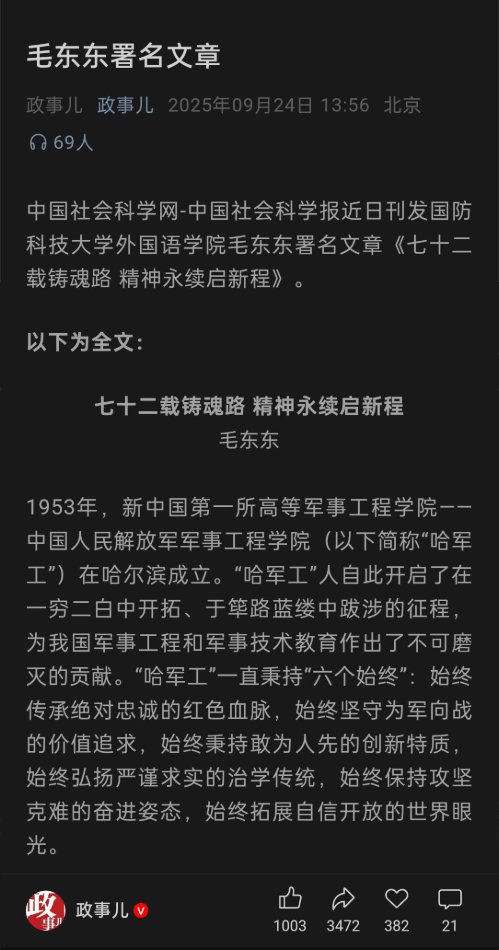 毛东东署名文章
政事儿 政事儿 2025年09月24日 13:56 北京
69人
中国社会科学网-中国社会科学报近日刊发国防
科技大学外国语学院毛东东署名文章《七十二
载铸魂路 精神永续启新程》。
以下为全文：
七十二载铸魂路 精神永续启新程
毛东东
1953年，新中国第一所高等军事工程学院——
中国人民解放军军事工程学院（以下简称“哈军
工”）在哈尔滨成立。“哈军工”人自此开启了在
一穷二白中开拓、于筚路蓝缕中跋涉的征程，
为我国军事工程和军事技术教育作出了不可磨
灭的贡献。“哈军工”一直秉持“六个始终”：始终
传承绝对忠诚的红色血脉，始终坚守为军向战
的价值追求，始终秉持敢为人先的创新特质，
始终弘扬严谨求实的治学传统，始终保持攻坚
克难的奋进姿态，始终拓展自信开放的世界眼
光。
政事儿
政事儿
1003 3472 382 21